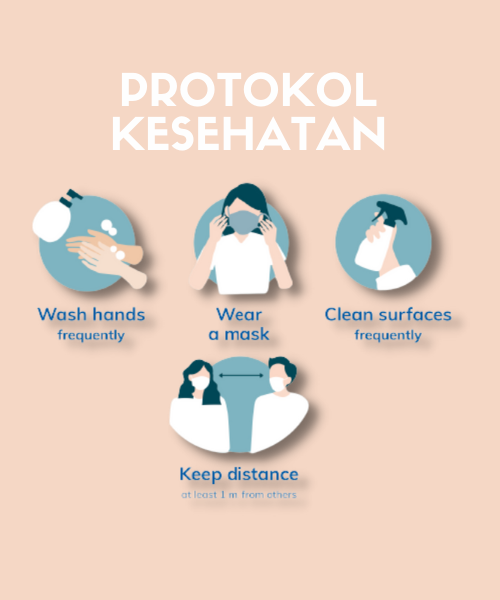 PROTOKOL
KESEHATAN
Wash hands
frequently
Wear
a mask
Clean surfaces
frequently
Keep distance
at least 1 m from others